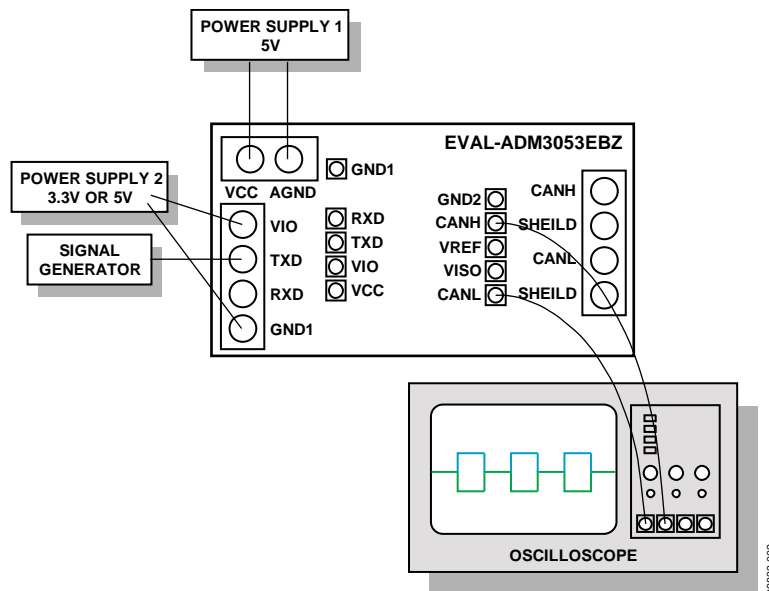 POWER SUPPLY 1
5V
EVAL-ADM3053EBZ
POWER SUPPLY 2
3.3V OR 5V
SIGNAL
GENERATOR
VCC
AGND
GND1
VIO
TXD
RXD
GND1
RXD
TXD
VIO
VCC
GND2
CANH
VREF
VISO
CANL
CANH
SHEILD
CANL
SHEILD
OSCILLOSCOPE